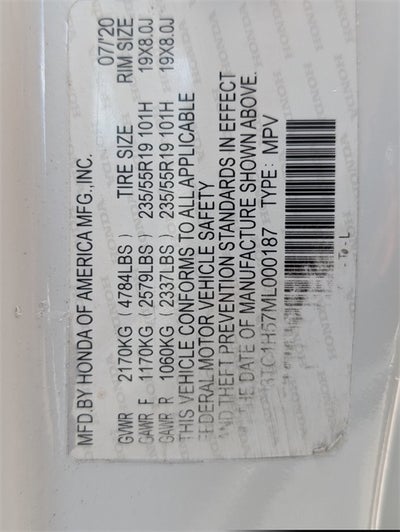 MFD.BY HONDA OF AMERICA MFG.,INC. 07/'20
GVWR 2170KG (4784LBS) TIRE SIZE RIM SIZE
GAWR F 1170KG (2579LBS) 235/55R19 101H 19X8.0J
GAWR R 1060KG (2337LBS) 235/55R19 101H 19X8.0J
THIS VEHICLE CONFORMS TO ALL APPLICABLE
FEDERAL MOTOR VEHICLE SAFETY
AND THEFT PREVENTION STANDARDS IN EFFECT
THE DATE OF MANUFACTURE SHOWN ABOVE.
TC1H57ML000187 TYPE: MPV